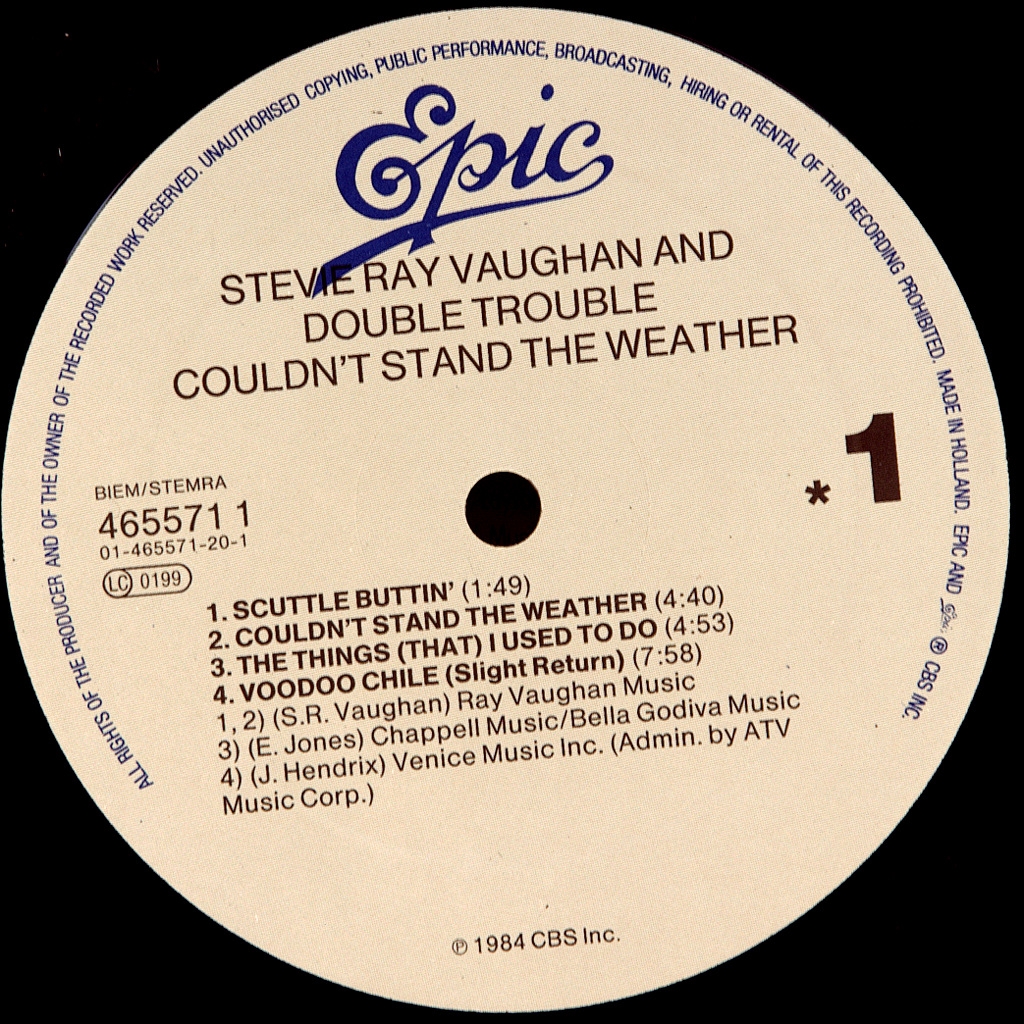 ALL RIGHTS OF THE PRODUCER AND OF THE OWNER OF THE RECORDED WORK RESERVED. UNAUTHORISED COPYING, PUBLIC PERFORMANCE, BROADCASTING, HIRING OR RENTAL OF THIS RECORDING PROHIBITED. MADE IN HOLLAND. EPIC AND Epic ® CBS INC.
Epic
STEVIE RAY VAUGHAN AND
DOUBLE TROUBLE
COULDN'T STAND THE WEATHER
* 1
BIEM/STEMRA
465571 1
01-465571-20-1
LC 0199
1. SCUTTLE BUTTIN' (1:49)
2. COULDN'T STAND THE WEATHER (4:40)
3. THE THINGS (THAT) I USED TO DO (4:53)
4. VOODOO CHILE (Slight Return) (7:58)
1, 2) (S.R. Vaughan) Ray Vaughan Music
3) (E. Jones) Chappell Music/Bella Godiva Music
4) (J. Hendrix) Venice Music Inc. (Admin. by ATV
Music Corp.)
℗ 1984 CBS Inc.